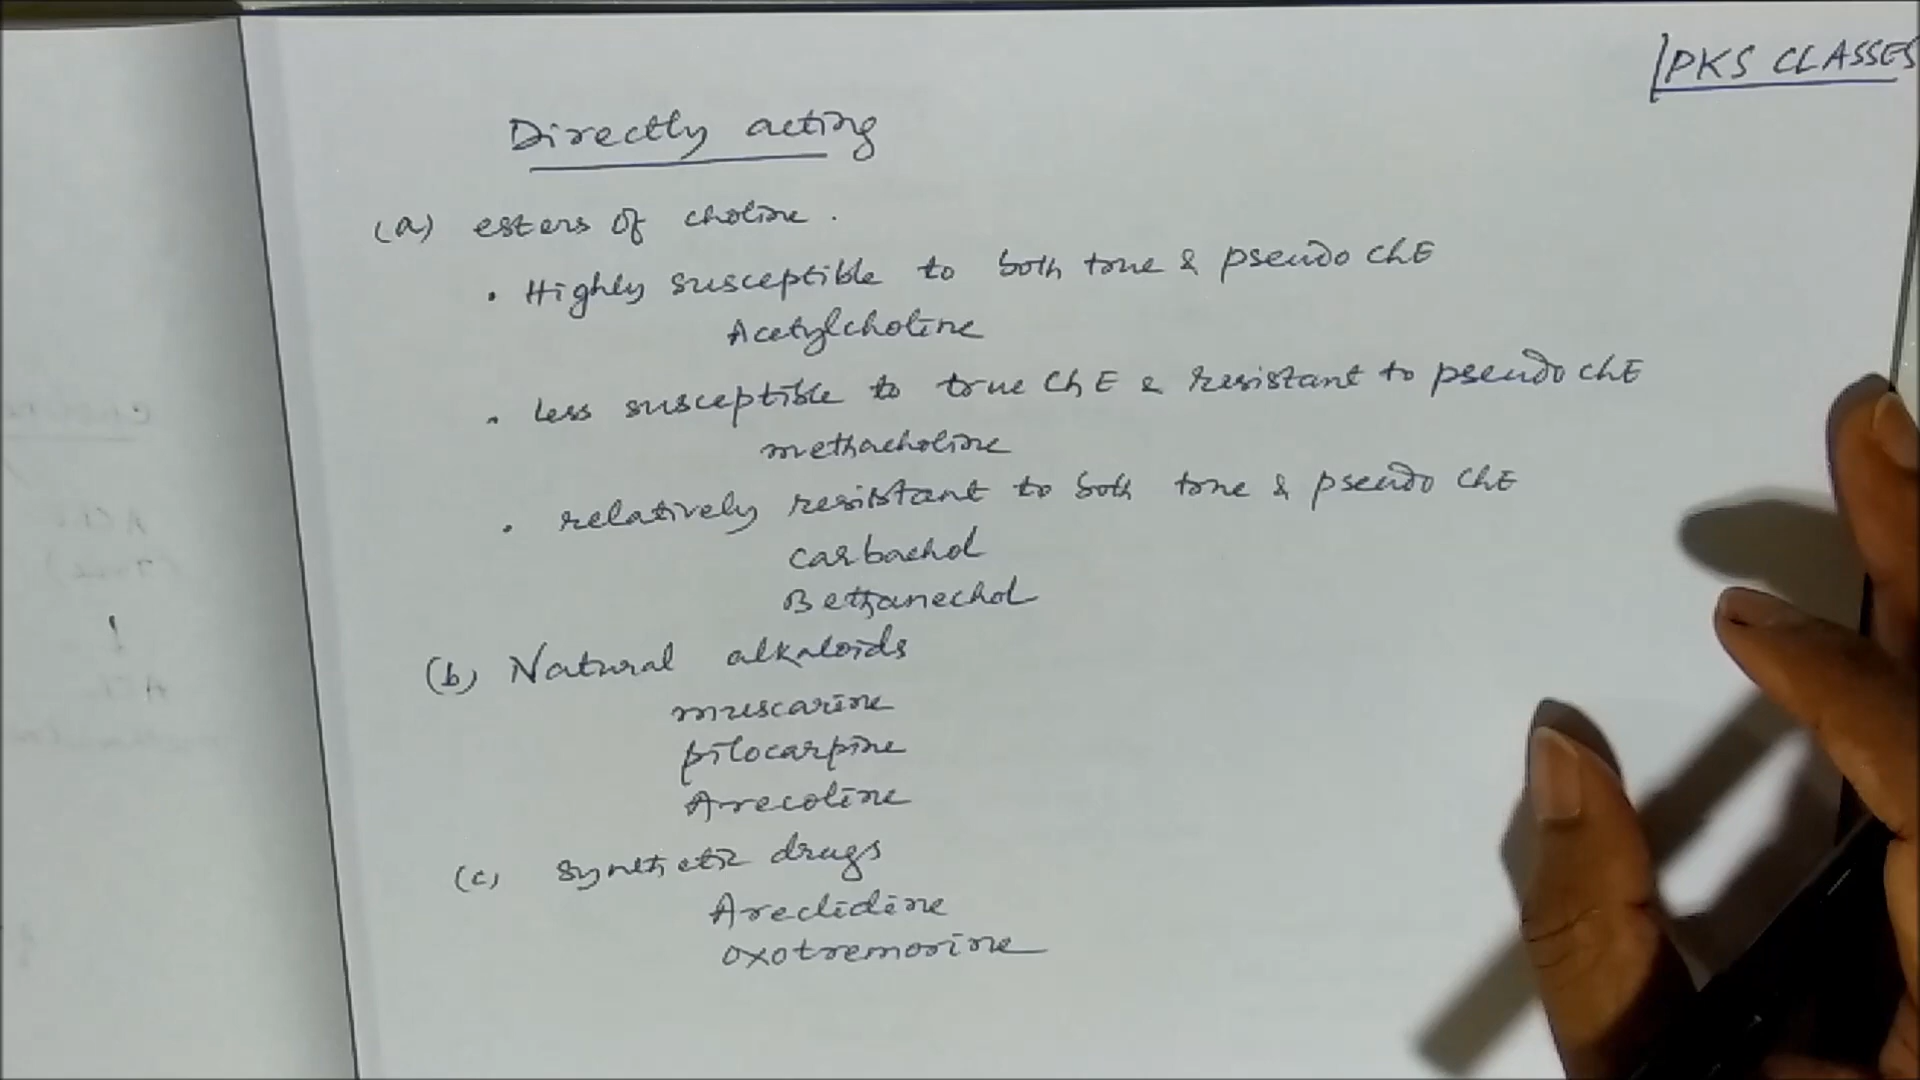 PKS CLASSES
Directly acting
(a) esters of choline.
• Highly susceptible to both true & pseudo ChE
Acetylcholine
• Less susceptible to true ChE & resistant to pseudo ChE
methacholine
• relatively resistant to both true & pseudo ChE
carbachol
Bethanechol
(b) Natural alkaloids
muscarine
pilocarpine
Arecoline
(c) synthetic drugs
Areclidine
oxotremorine